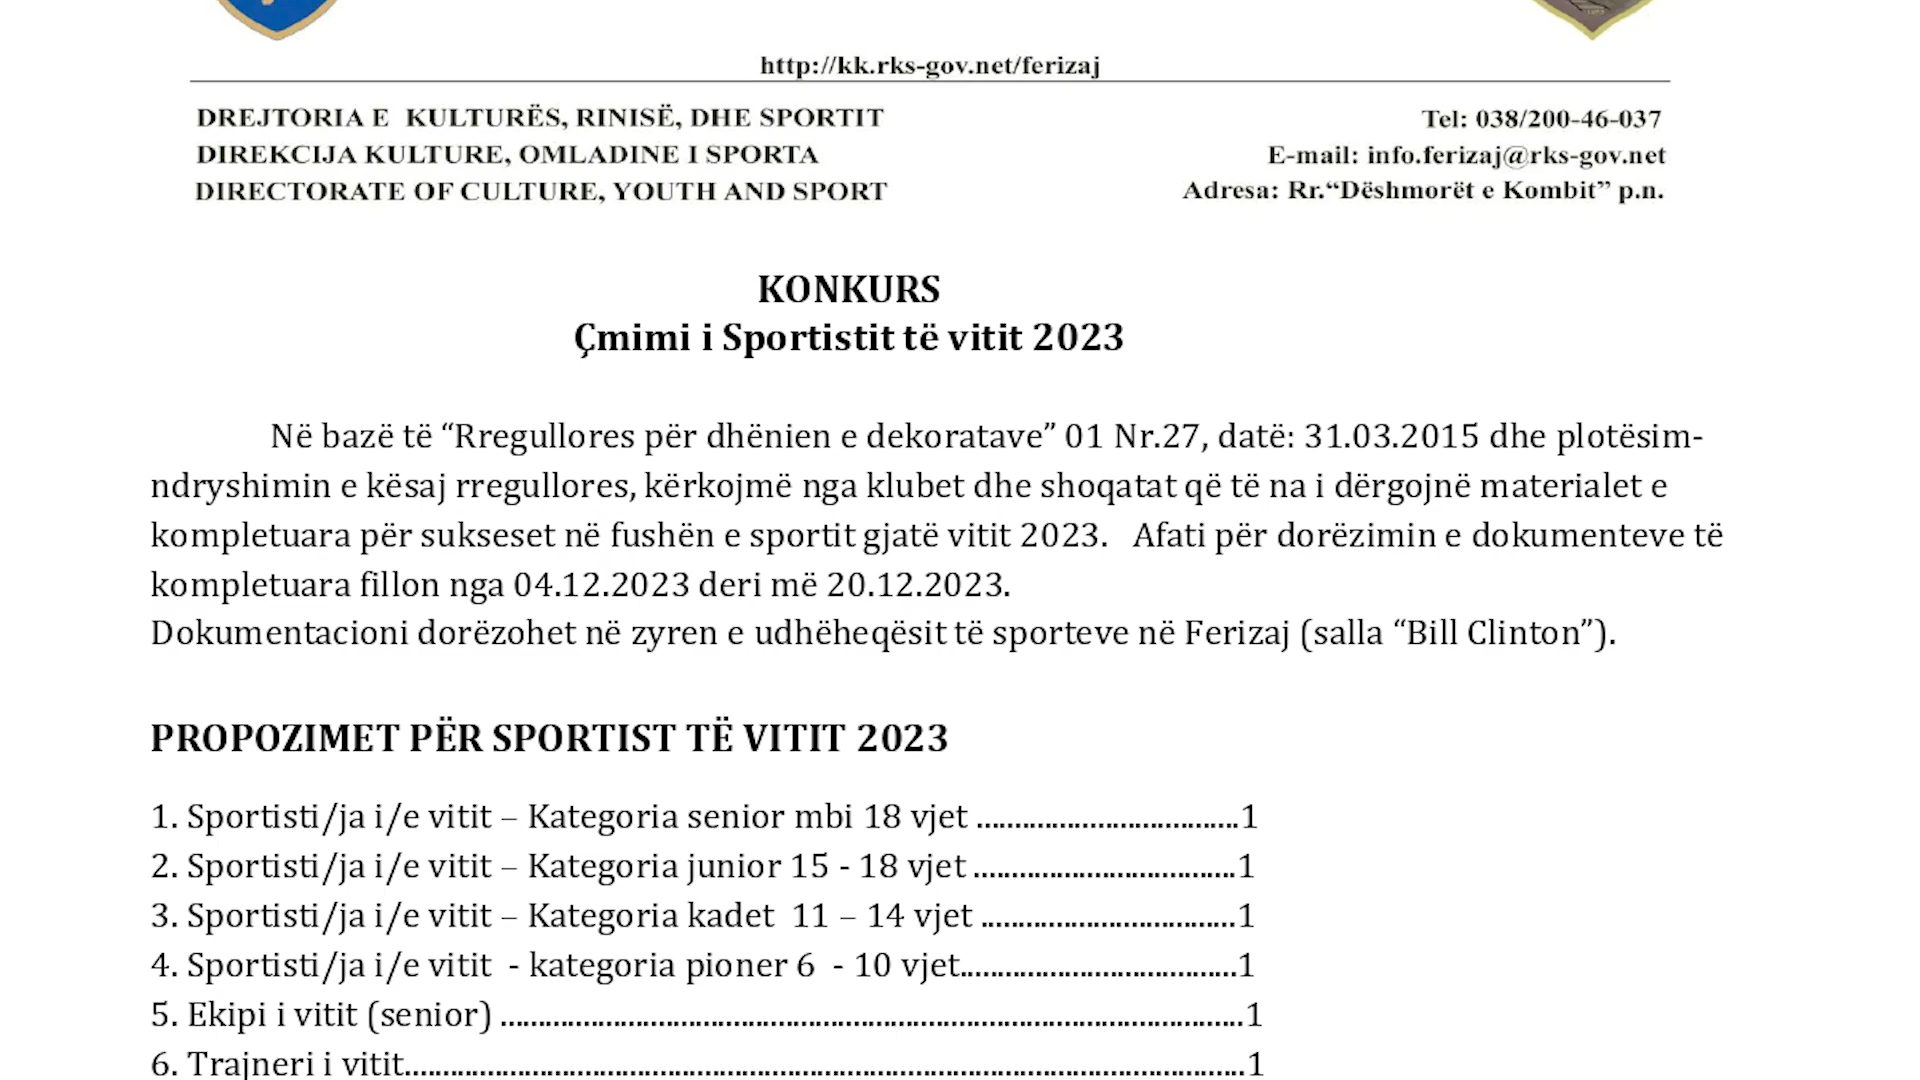 http://kk.rks-gov.net/ferizaj
DREJTORIA E KULTURËS, RINISË, DHE SPORTIT
DIREKCIJA KULTURE, OMLADINE I SPORTA
DIRECTORATE OF CULTURE, YOUTH AND SPORT
Tel: 038/200-46-037
E-mail: info.ferizaj@rks-gov.net
Adresa: Rr.“Dëshmorët e Kombit” p.n.
KONKURS
Çmimi i Sportistit të vitit 2023
Në bazë të “Rregullores për dhënien e dekoratave” 01 Nr.27, datë: 31.03.2015 dhe plotësim-
ndryshimin e kësaj rregullores, kërkojmë nga klubet dhe shoqatat që të na i dërgojnë materialet e
kompletuara për sukseset në fushën e sportit gjatë vitit 2023. Afati për dorëzimin e dokumenteve të
kompletuara fillon nga 04.12.2023 deri më 20.12.2023.
Dokumentacioni dorëzohet në zyren e udhëheqësit të sporteve në Ferizaj (salla “Bill Clinton”).
PROPOZIMET PËR SPORTIST TË VITIT 2023
1. Sportisti/ja i/e vitit – Kategoria senior mbi 18 vjet ...................................1
2. Sportisti/ja i/e vitit – Kategoria junior 15 - 18 vjet ...................................1
3. Sportisti/ja i/e vitit – Kategoria kadet 11 – 14 vjet ..................................1
4. Sportisti/ja i/e vitit - kategoria pioner 6 - 10 vjet.....................................1
5. Ekipi i vitit (senior) ...................................................................................................1
6. Trajneri i vitit................................................................................................................1